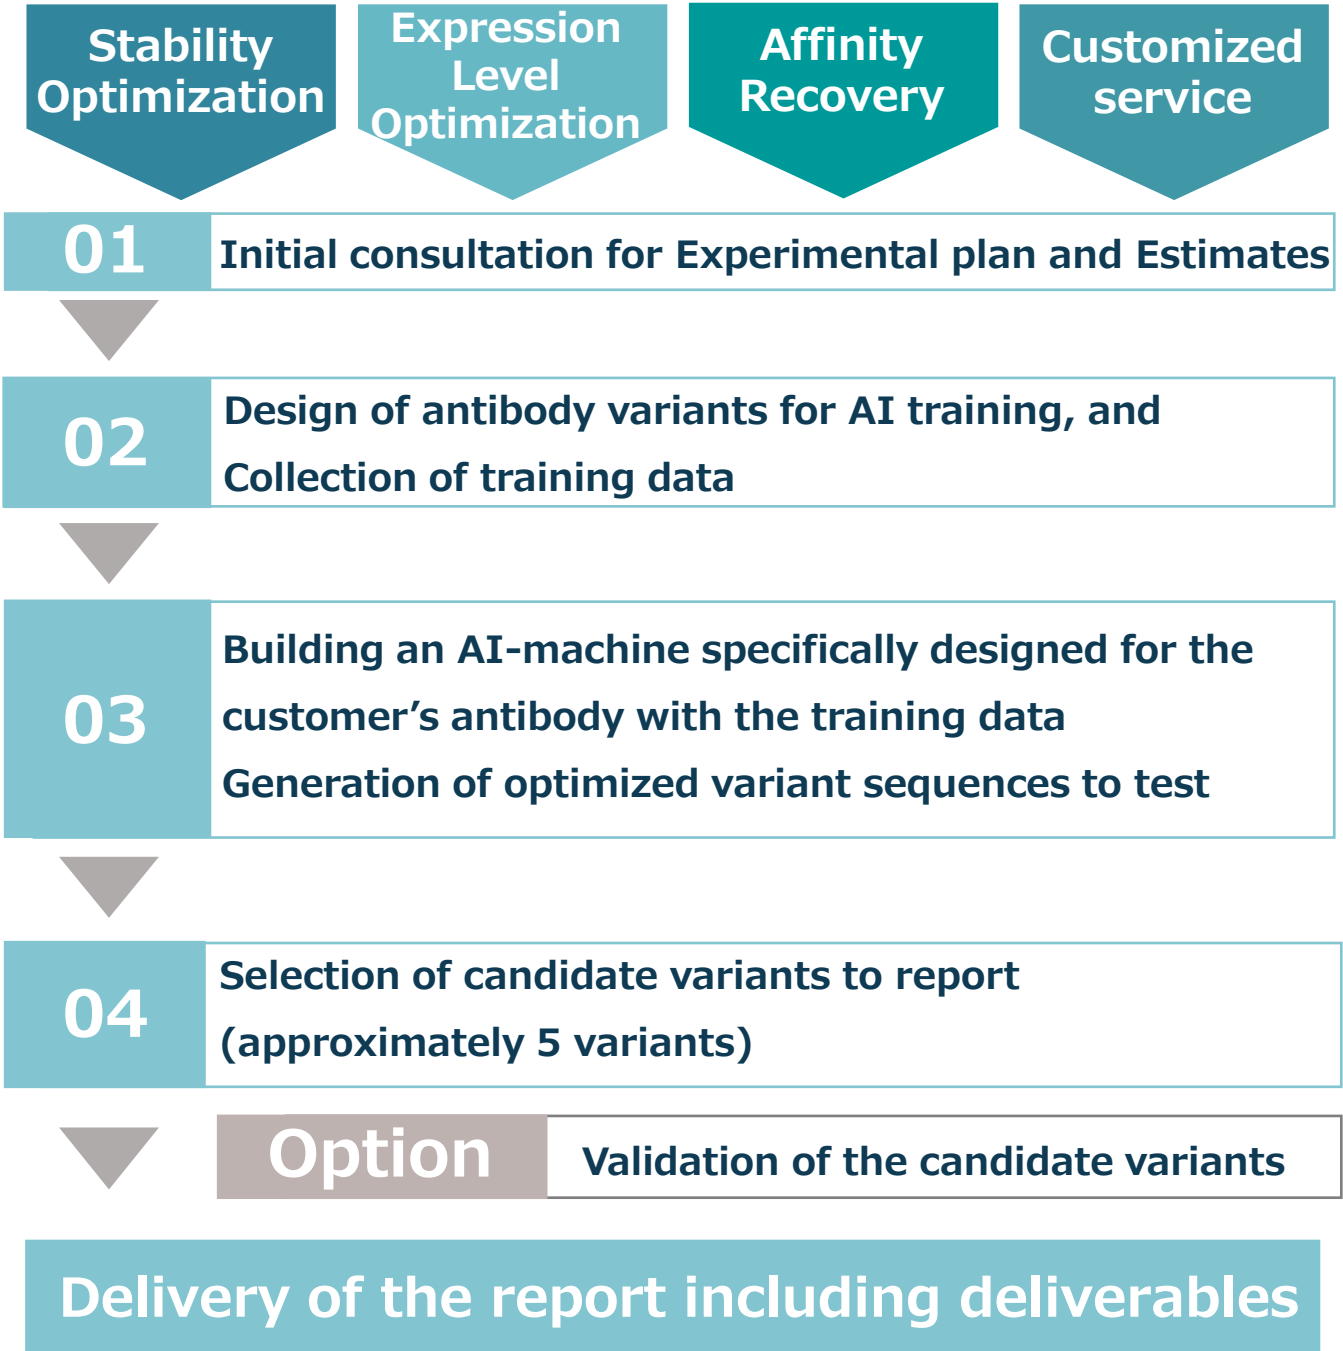 Stability
Optimization
Expression
Level
Optimization
Affinity
Recovery
Customized
service
01
Initial consultation for Experimental plan and Estimates
02
Design of antibody variants for AI training, and
Collection of training data
03
Building an AI-machine specifically designed for the
customer’s antibody with the training data
Generation of optimized variant sequences to test
04
Selection of candidate variants to report
(approximately 5 variants)
Option
Validation of the candidate variants
Delivery of the report including deliverables